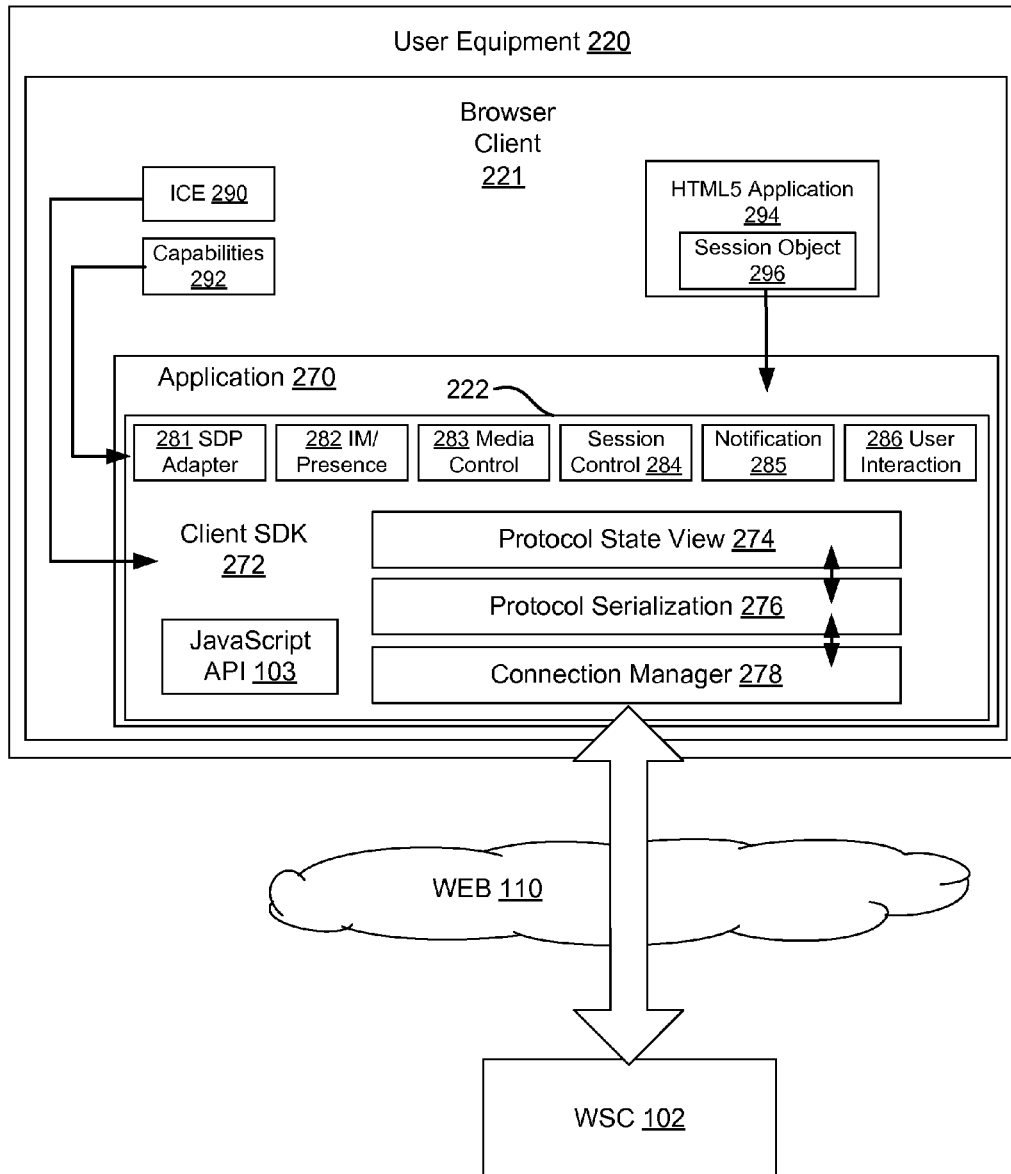 User Equipment 220
Browser
Client
221
ICE 290
Capabilities
292
HTML5 Application
294
Session Object
296
Application 270
222
281 SDP
Adapter
282 IM/
Presence
283 Media
Control
Session
Control 284
Notification
285
286 User
Interaction
Client SDK
272
Protocol State View 274
Protocol Serialization 276
JavaScript
API 103
Connection Manager 278
WEB 110
WSC 102